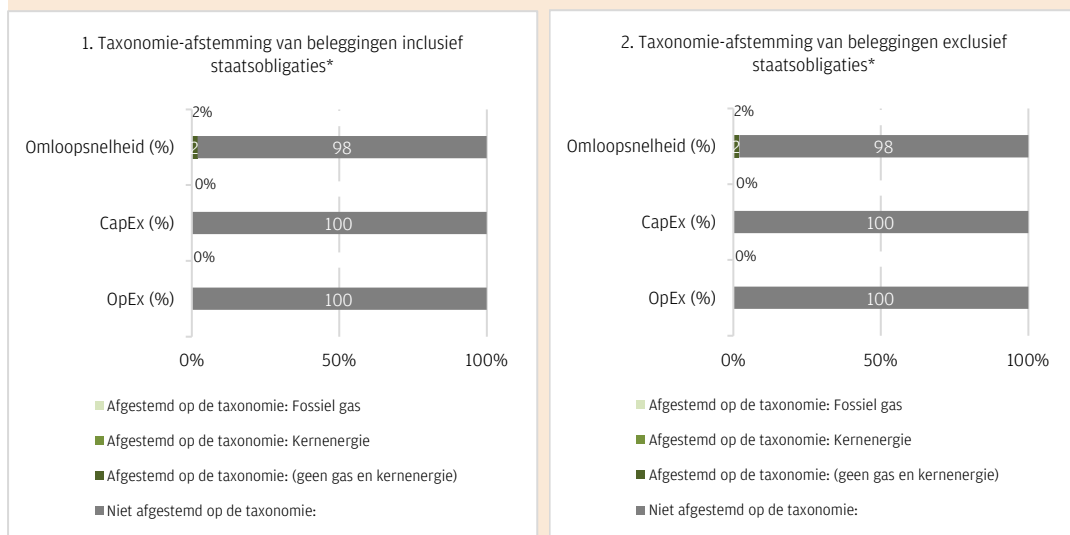 1. Taxonomie-afstemming van beleggingen inclusief
staatsobligaties*
2%
Omloopsnelheid (%)
2
98
0%
CapEx (%)
100
0%
OpEx (%)
100
0%
50%
100%
Afgestemd op de taxonomie: Fossiel gas
Afgestemd op de taxonomie: Kernenergie
Afgestemd op de taxonomie: (geen gas en kernenergie)
Niet afgestemd op de taxonomie:
2. Taxonomie-afstemming van beleggingen exclusief
staatsobligaties*
2%
Omloopsnelheid (%)
2
98
0%
CapEx (%)
100
0%
OpEx (%)
100
0%
50%
100%
Afgestemd op de taxonomie: Fossiel gas
Afgestemd op de taxonomie: Kernenergie
Afgestemd op de taxonomie: (geen gas en kernenergie)
Niet afgestemd op de taxonomie: